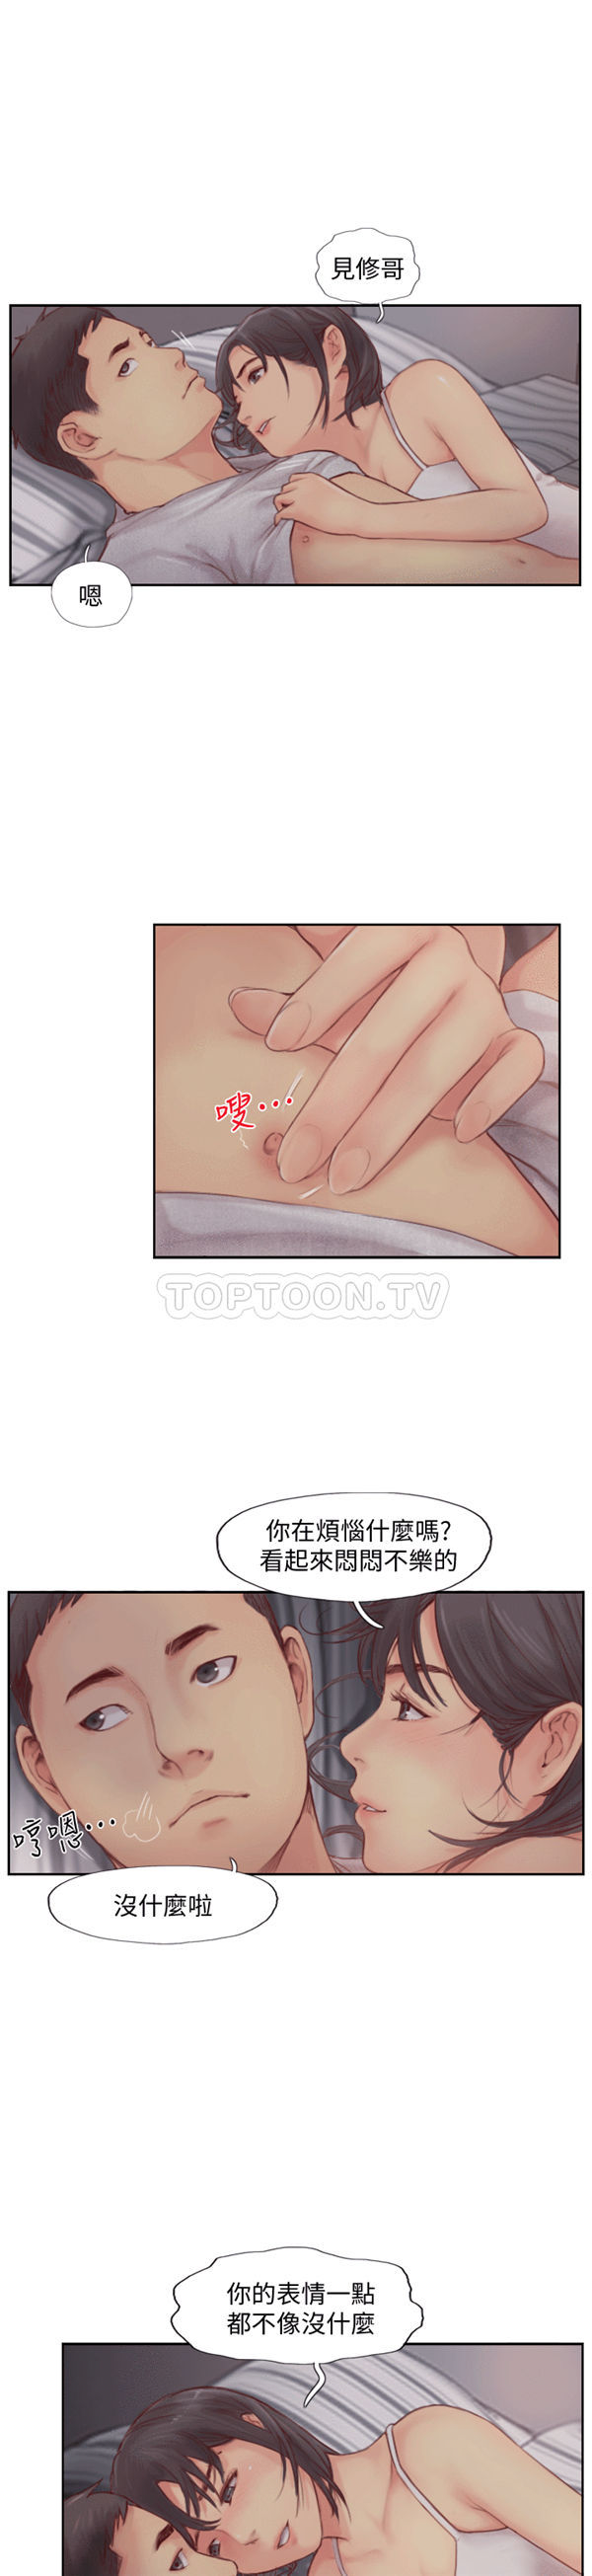 見修哥
嗯
嗖...
TOPTOON.TV
你在煩惱什麼嗎?
看起來悶悶不樂的
哼嗯...
沒什麼啦
你的表情一點
都不像沒什麼